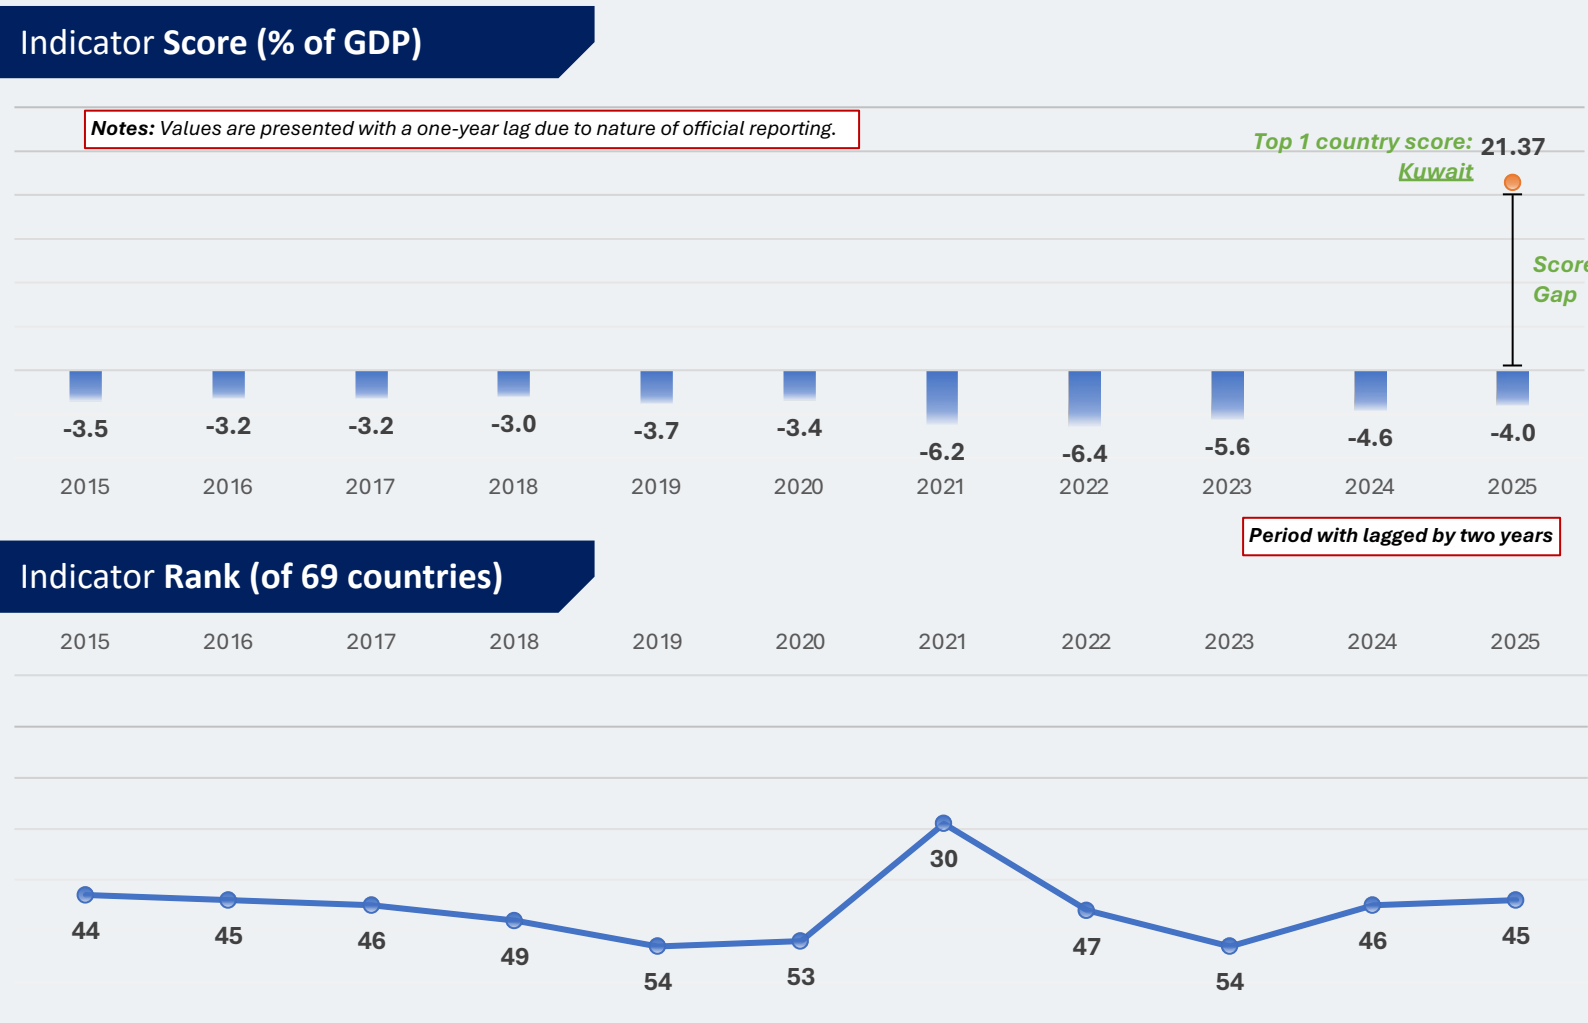 Indicator Score (% of GDP)
Notes: Values are presented with a one-year lag due to nature of official reporting.
Top 1 country score: 21.37
Kuwait
Score
Gap
-3.5 -3.2 -3.2 -3.0 -3.7 -3.4 -6.2 -6.4 -5.6 -4.6 -4.0
2015 2016 2017 2018 2019 2020 2021 2022 2023 2024 2025
Period with lagged by two years
Indicator Rank (of 69 countries)
2015 2016 2017 2018 2019 2020 2021 2022 2023 2024 2025
44 45 46 49 54 53 30 47 54 46 45